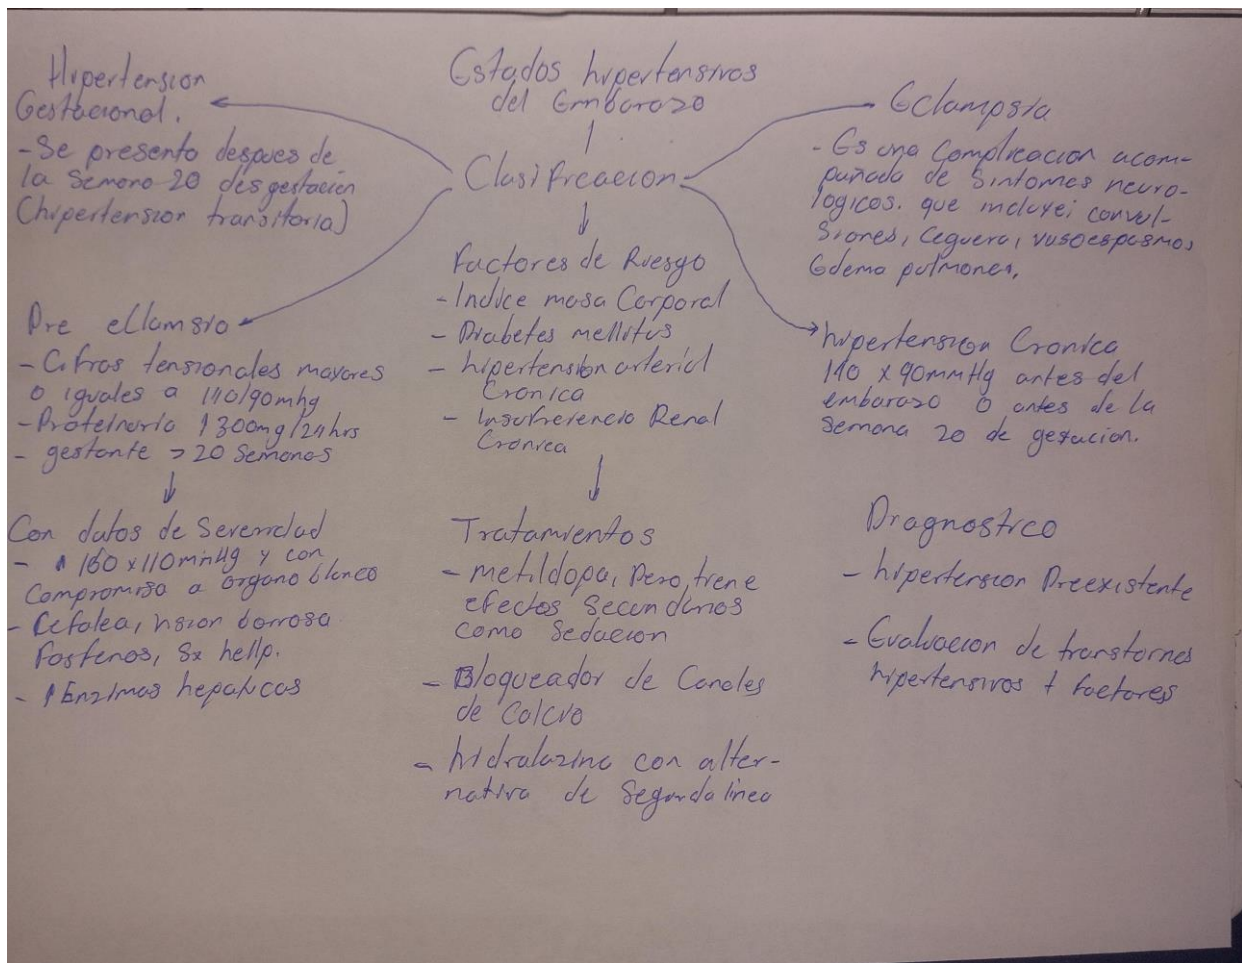 Estados hipertensivos
del Embarazo
Clasificacion
Hipertension
Gestacional.
- Se presento despues de
la Semana 20 des gestacion
(hipertension transitoria)
Pre ellamsia
- Cifras tensionales mayores
o iguales a 140/90mhg
- Proteinuria ↑300mg/24hrs
- gestante > 20 Semanas
Con datos de Severidad
- ↑ 160 x 110mmHg y con
Compromiso a organo blanco
- Cefalea, vision borrosa
Fosfenos, Sx hellp.
- ↑Enzimas hepaticas
Factores de Riesgo
- Indice masa Corporal
- Diabetes mellitus
- hipertension arterial
Cronica
- Insuficiencia Renal
Cronica
Tratamientos
- metildopa, Pero, tiene
efectos Secundarios
como Sedacion
- Bloqueador de Canales
de Calcio
- hidralazina con alter-
nativa de Segunda linea
Eclampsia
- Es una Complicacion acom-
pañada de Sintomas neuro-
logicos. que incluyei convul-
Siones, Ceguera, vasoespasmos,
Edema pulmones.
hipertension Cronica
140 x 90mmHg antes del
embarazo o antes de la
Semana 20 de gestacion.
Diagnostico
- hipertension Preexistente
- Evaluacion de transtornes
hipertensivos + factores